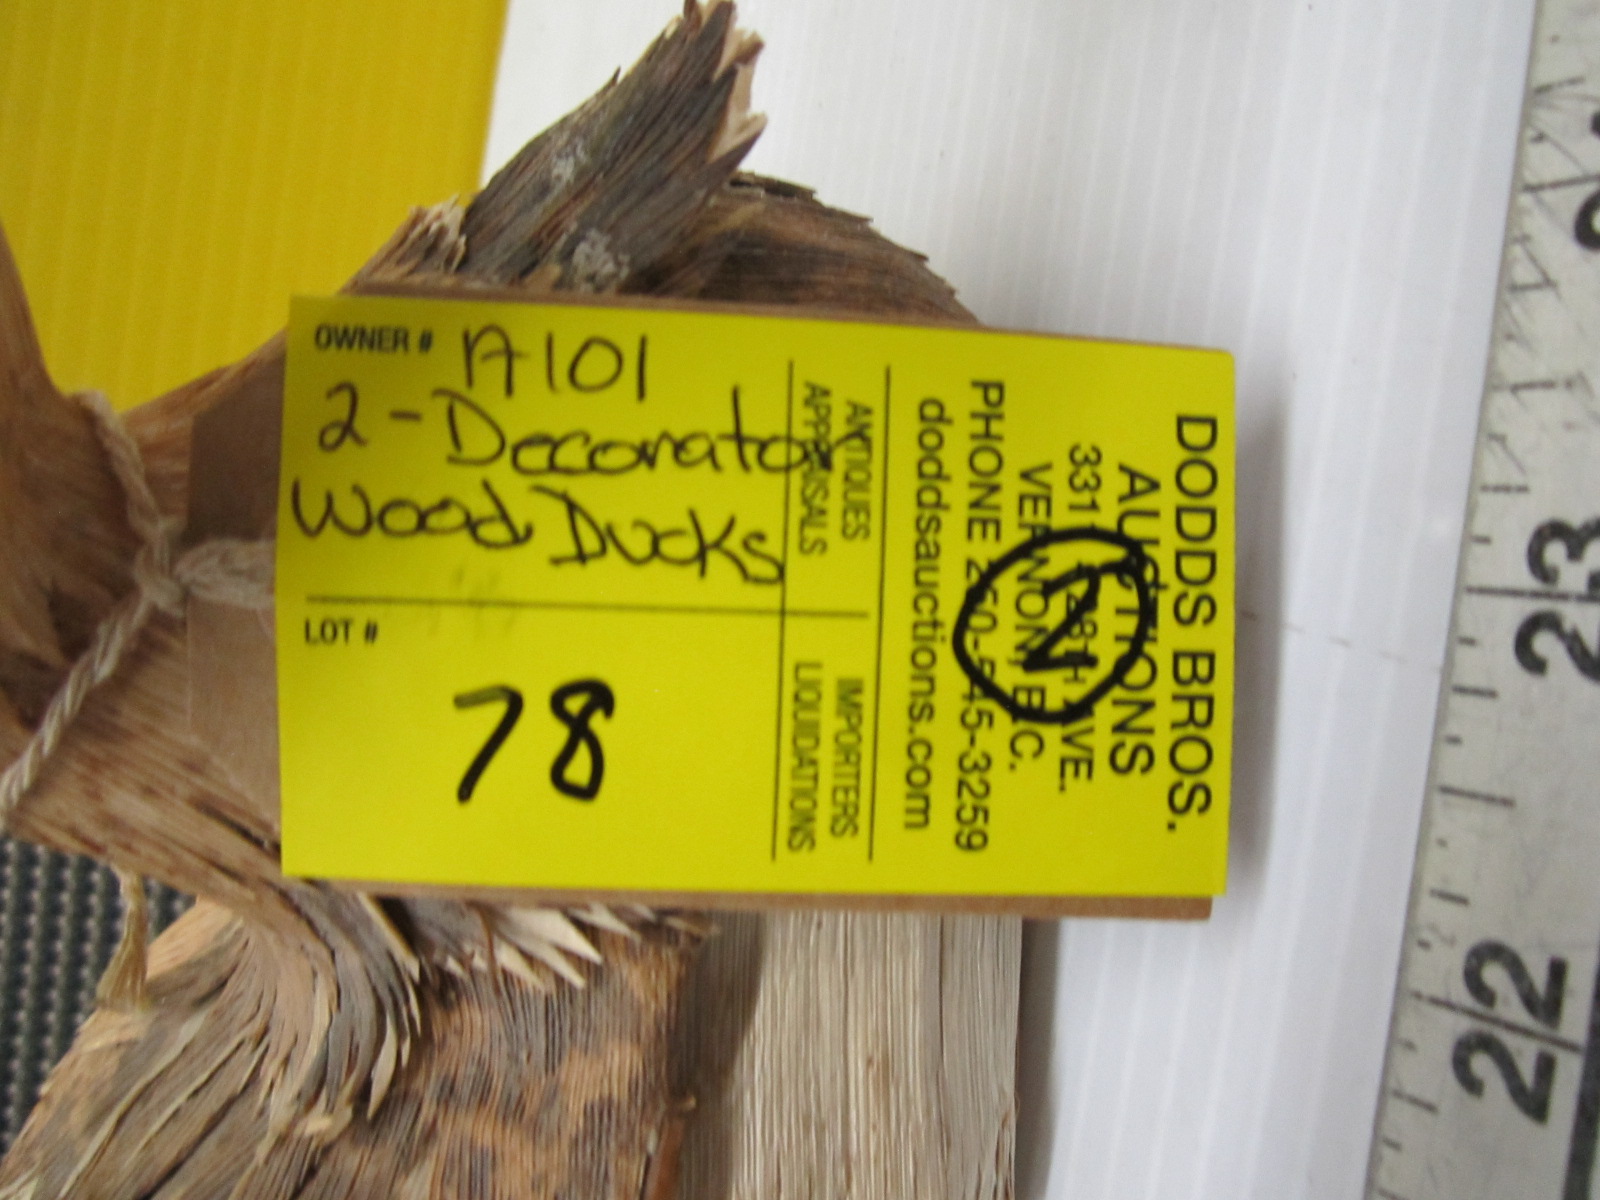 DODDS BROS.
AUCTIONS
AVE.
VERNON, B.C.
PHONE 250-545-3259
doddsauctions.com
ANTIQUES IMPORTERS
APPRAISALS LIQUIDATIONS
OWNER # A101
2-Decorator
Wood Ducks
LOT #
78
2
23
22